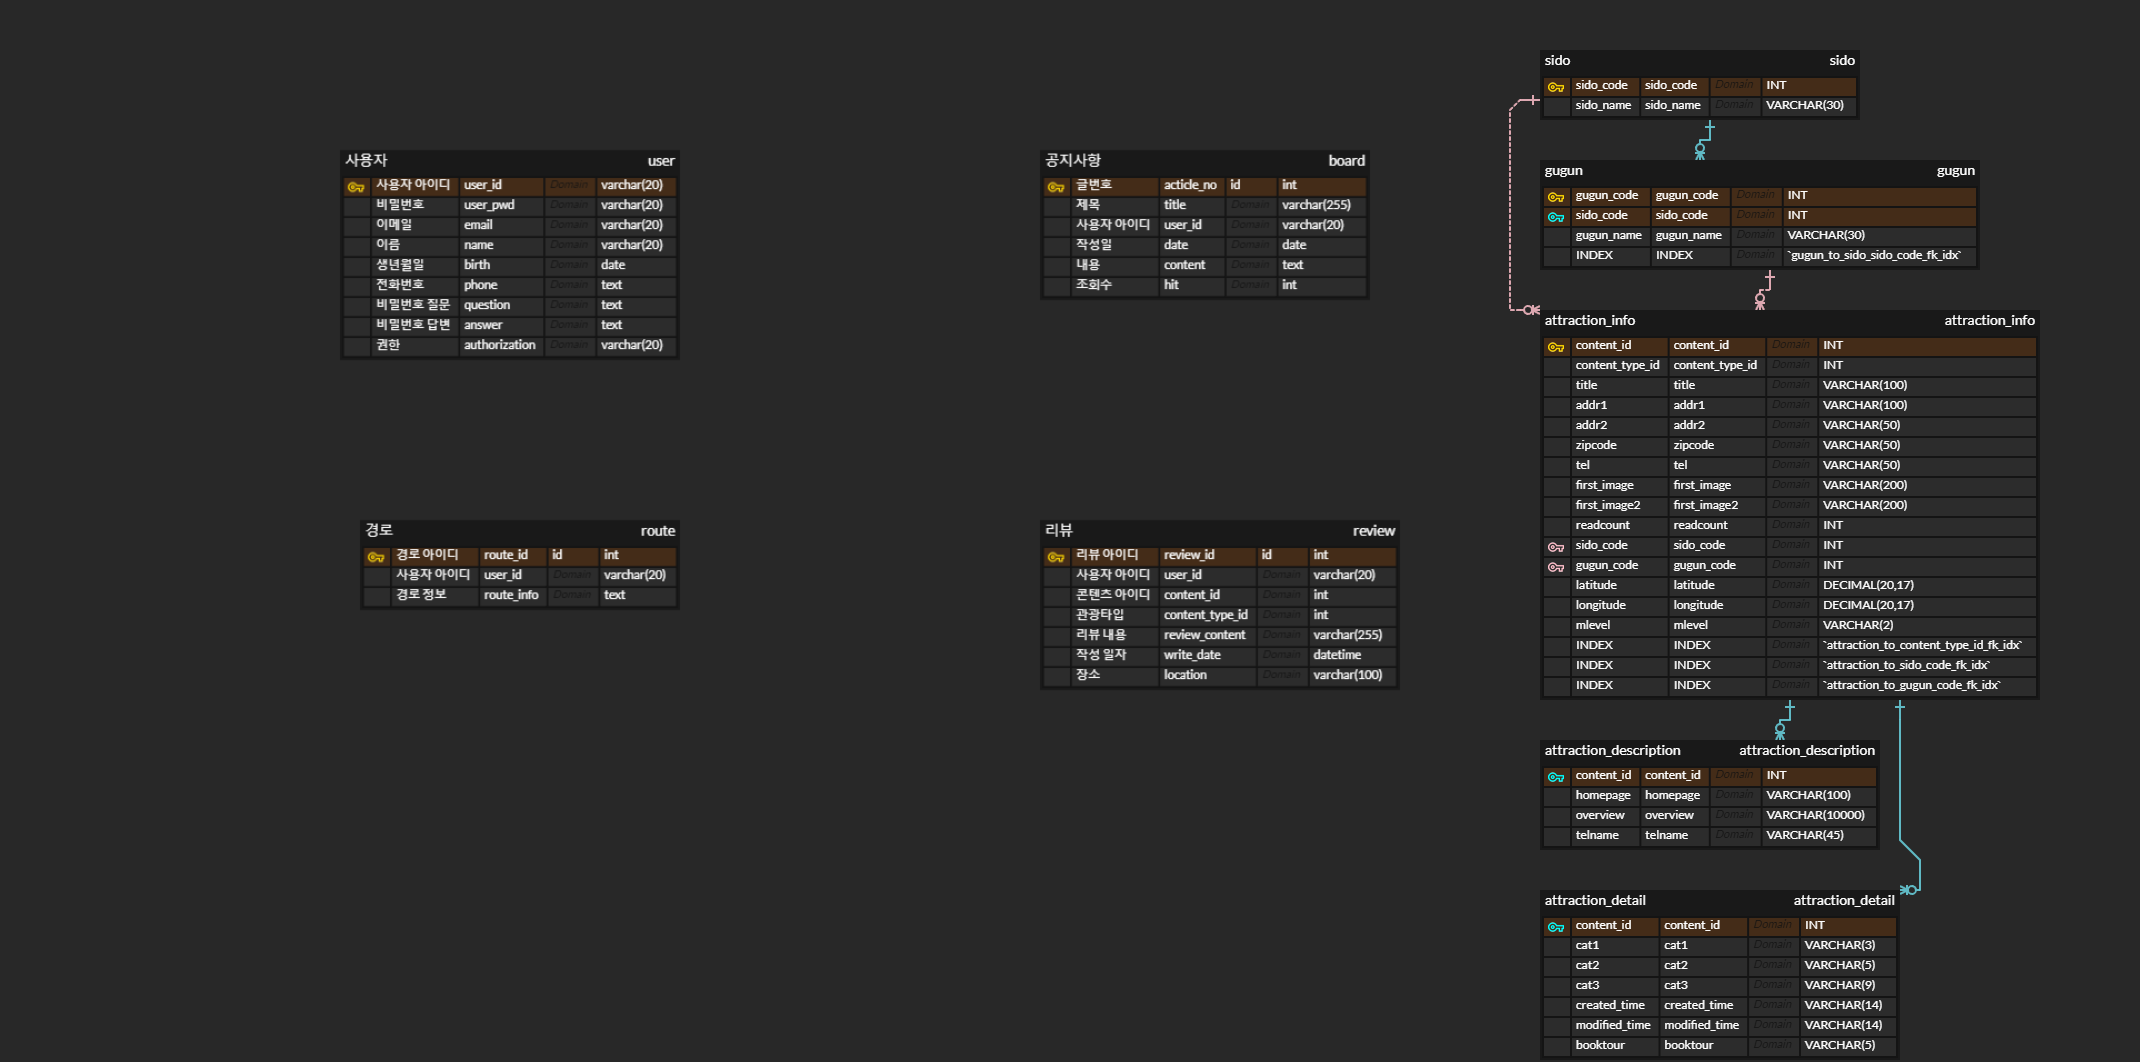 사용자 user
사용자 아이디 user_id Domain varchar(20)
비밀번호 user_pwd Domain varchar(20)
이메일 email Domain varchar(20)
이름 name Domain varchar(20)
생년월일 birth Domain date
전화번호 phone Domain text
비밀번호 질문 question Domain text
비밀번호 답변 answer Domain text
권한 authorization Domain varchar(20)
경로 route
경로 아이디 route_id id int
사용자 아이디 user_id Domain varchar(20)
경로 정보 route_info Domain text
공지사항 board
글번호 acticle_no id int
제목 title Domain varchar(255)
사용자 아이디 user_id Domain varchar(20)
작성일 date Domain date
내용 content Domain text
조회수 hit Domain int
리뷰 review
리뷰 아이디 review_id id int
사용자 아이디 user_id Domain varchar(20)
콘텐츠 아이디 content_id Domain int
관광타입 content_type_id Domain int
리뷰 내용 review_content Domain varchar(255)
작성 일자 write_date Domain datetime
장소 location Domain varchar(100)
sido sido
sido_code sido_code Domain INT
sido_name sido_name Domain VARCHAR(30)
gugun gugun
gugun_code gugun_code Domain INT
sido_code sido_code Domain INT
gugun_name gugun_name Domain VARCHAR(30)
INDEX INDEX Domain `gugun_to_sido_sido_code_fk_idx`
attraction_info attraction_info
content_id content_id Domain INT
content_type_id content_type_id Domain INT
title title Domain VARCHAR(100)
addr1 addr1 Domain VARCHAR(100)
addr2 addr2 Domain VARCHAR(50)
zipcode zipcode Domain VARCHAR(50)
tel tel Domain VARCHAR(50)
first_image first_image Domain VARCHAR(200)
first_image2 first_image2 Domain VARCHAR(200)
readcount readcount Domain INT
sido_code sido_code Domain INT
gugun_code gugun_code Domain INT
latitude latitude Domain DECIMAL(20,17)
longitude longitude Domain DECIMAL(20,17)
mlevel mlevel Domain VARCHAR(2)
INDEX INDEX Domain `attraction_to_content_type_id_fk_idx`
INDEX INDEX Domain `attraction_to_sido_code_fk_idx`
INDEX INDEX Domain `attraction_to_gugun_code_fk_idx`
attraction_description attraction_description
content_id content_id Domain INT
homepage homepage Domain VARCHAR(100)
overview overview Domain VARCHAR(10000)
telname telname Domain VARCHAR(45)
attraction_detail attraction_detail
content_id content_id Domain INT
cat1 cat1 Domain VARCHAR(3)
cat2 cat2 Domain VARCHAR(5)
cat3 cat3 Domain VARCHAR(9)
created_time created_time Domain VARCHAR(14)
modified_time modified_time Domain VARCHAR(14)
booktour booktour Domain VARCHAR(5)